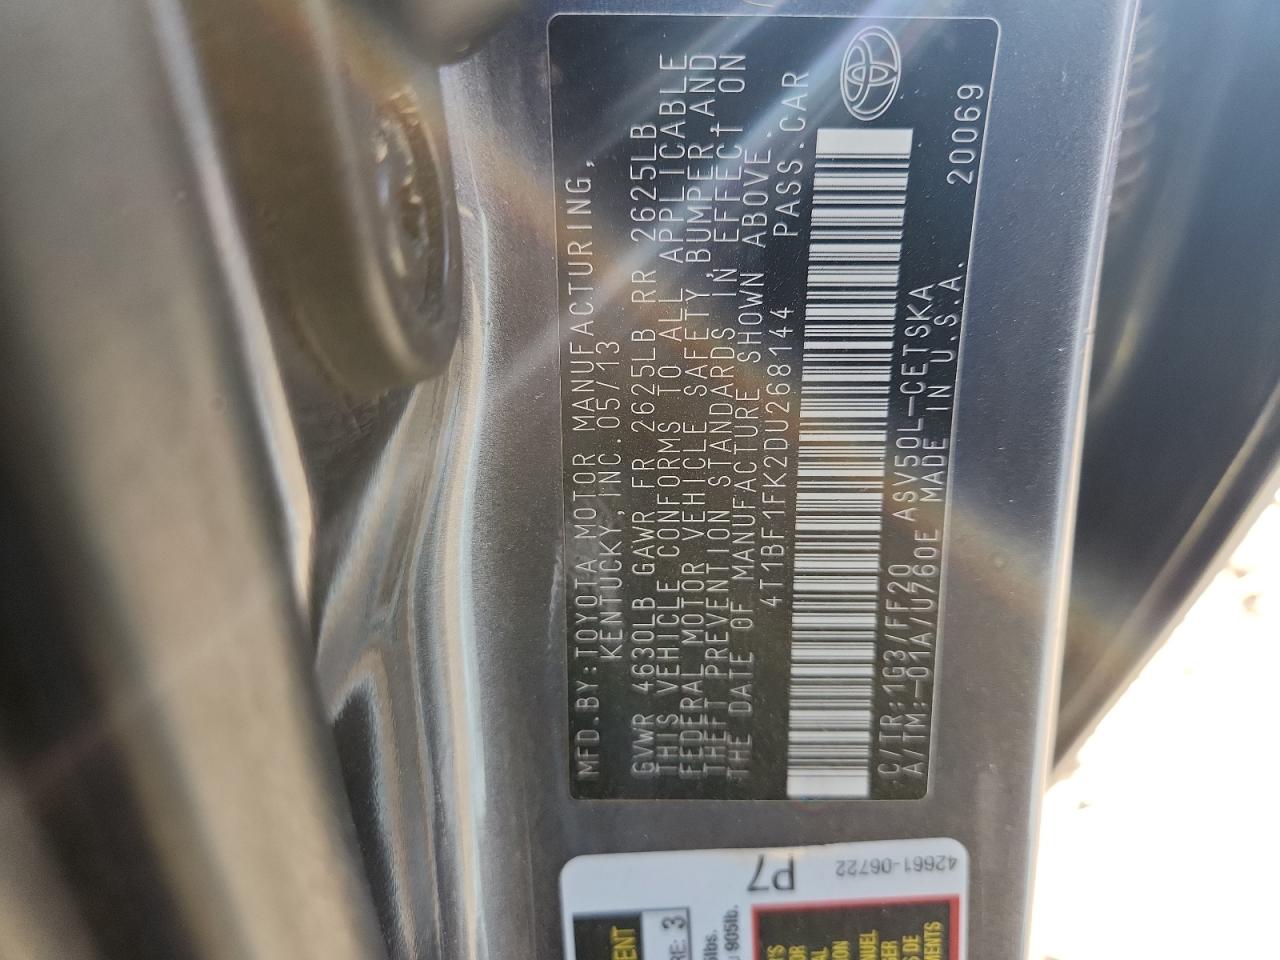 MFD.BY:TOYOTA MOTOR MANUFACTURING,
KENTUCKY,INC.05/13
GVWR 4630LB GAWR FR 2625LB RR 2625LB
THIS VEHICLE CONFORMS TO ALL APPLICABLE
FEDERAL MOTOR VEHICLE SAFETY,BUMPER,AND
THEFT PREVENTION STANDARDS IN EFFECT ON
THE DATE OF MANUFACTURE SHOWN ABOVE.
4T1BF1FK2DU268144 PASS.CAR
C/TR:1G3/FF20 ASV50L-CETSKA
A/TM:-01A/U760E MADE IN U.S.A.
20069
P7
42661-06722
3
905lb.